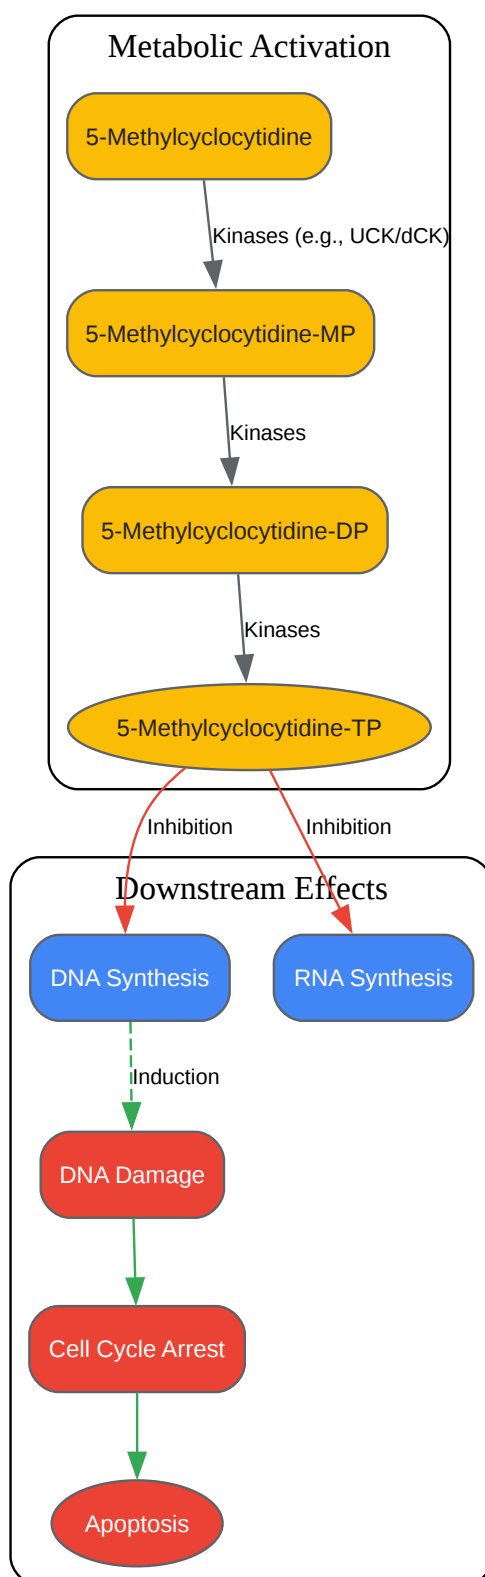 Metabolic Activation
5-Methylcyclocytidine
Kinases (e.g., UCK/dCK)
5-Methylcyclocytidine-MP
Kinases
5-Methylcyclocytidine-DP
Kinases
5-Methylcyclocytidine-TP
Inhibition
Inhibition
Downstream Effects
DNA Synthesis
RNA Synthesis
Induction
DNA Damage
Cell Cycle Arrest
Apoptosis